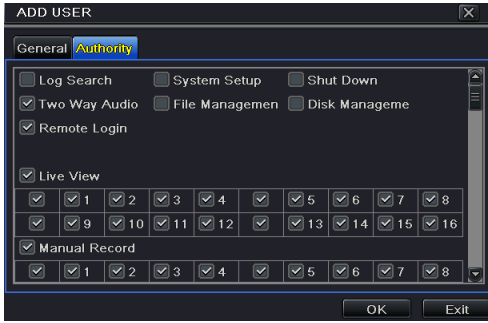 ADD USER
General Authority
Log Search System Setup Shut Down
Two Way Audio File Managemen Disk Manageme
Remote Login
Live View
1 2 3 4 5 6 7 8
9 10 11 12 13 14 15 16
Manual Record
1 2 3 4 5 6 7 8
OK Exit